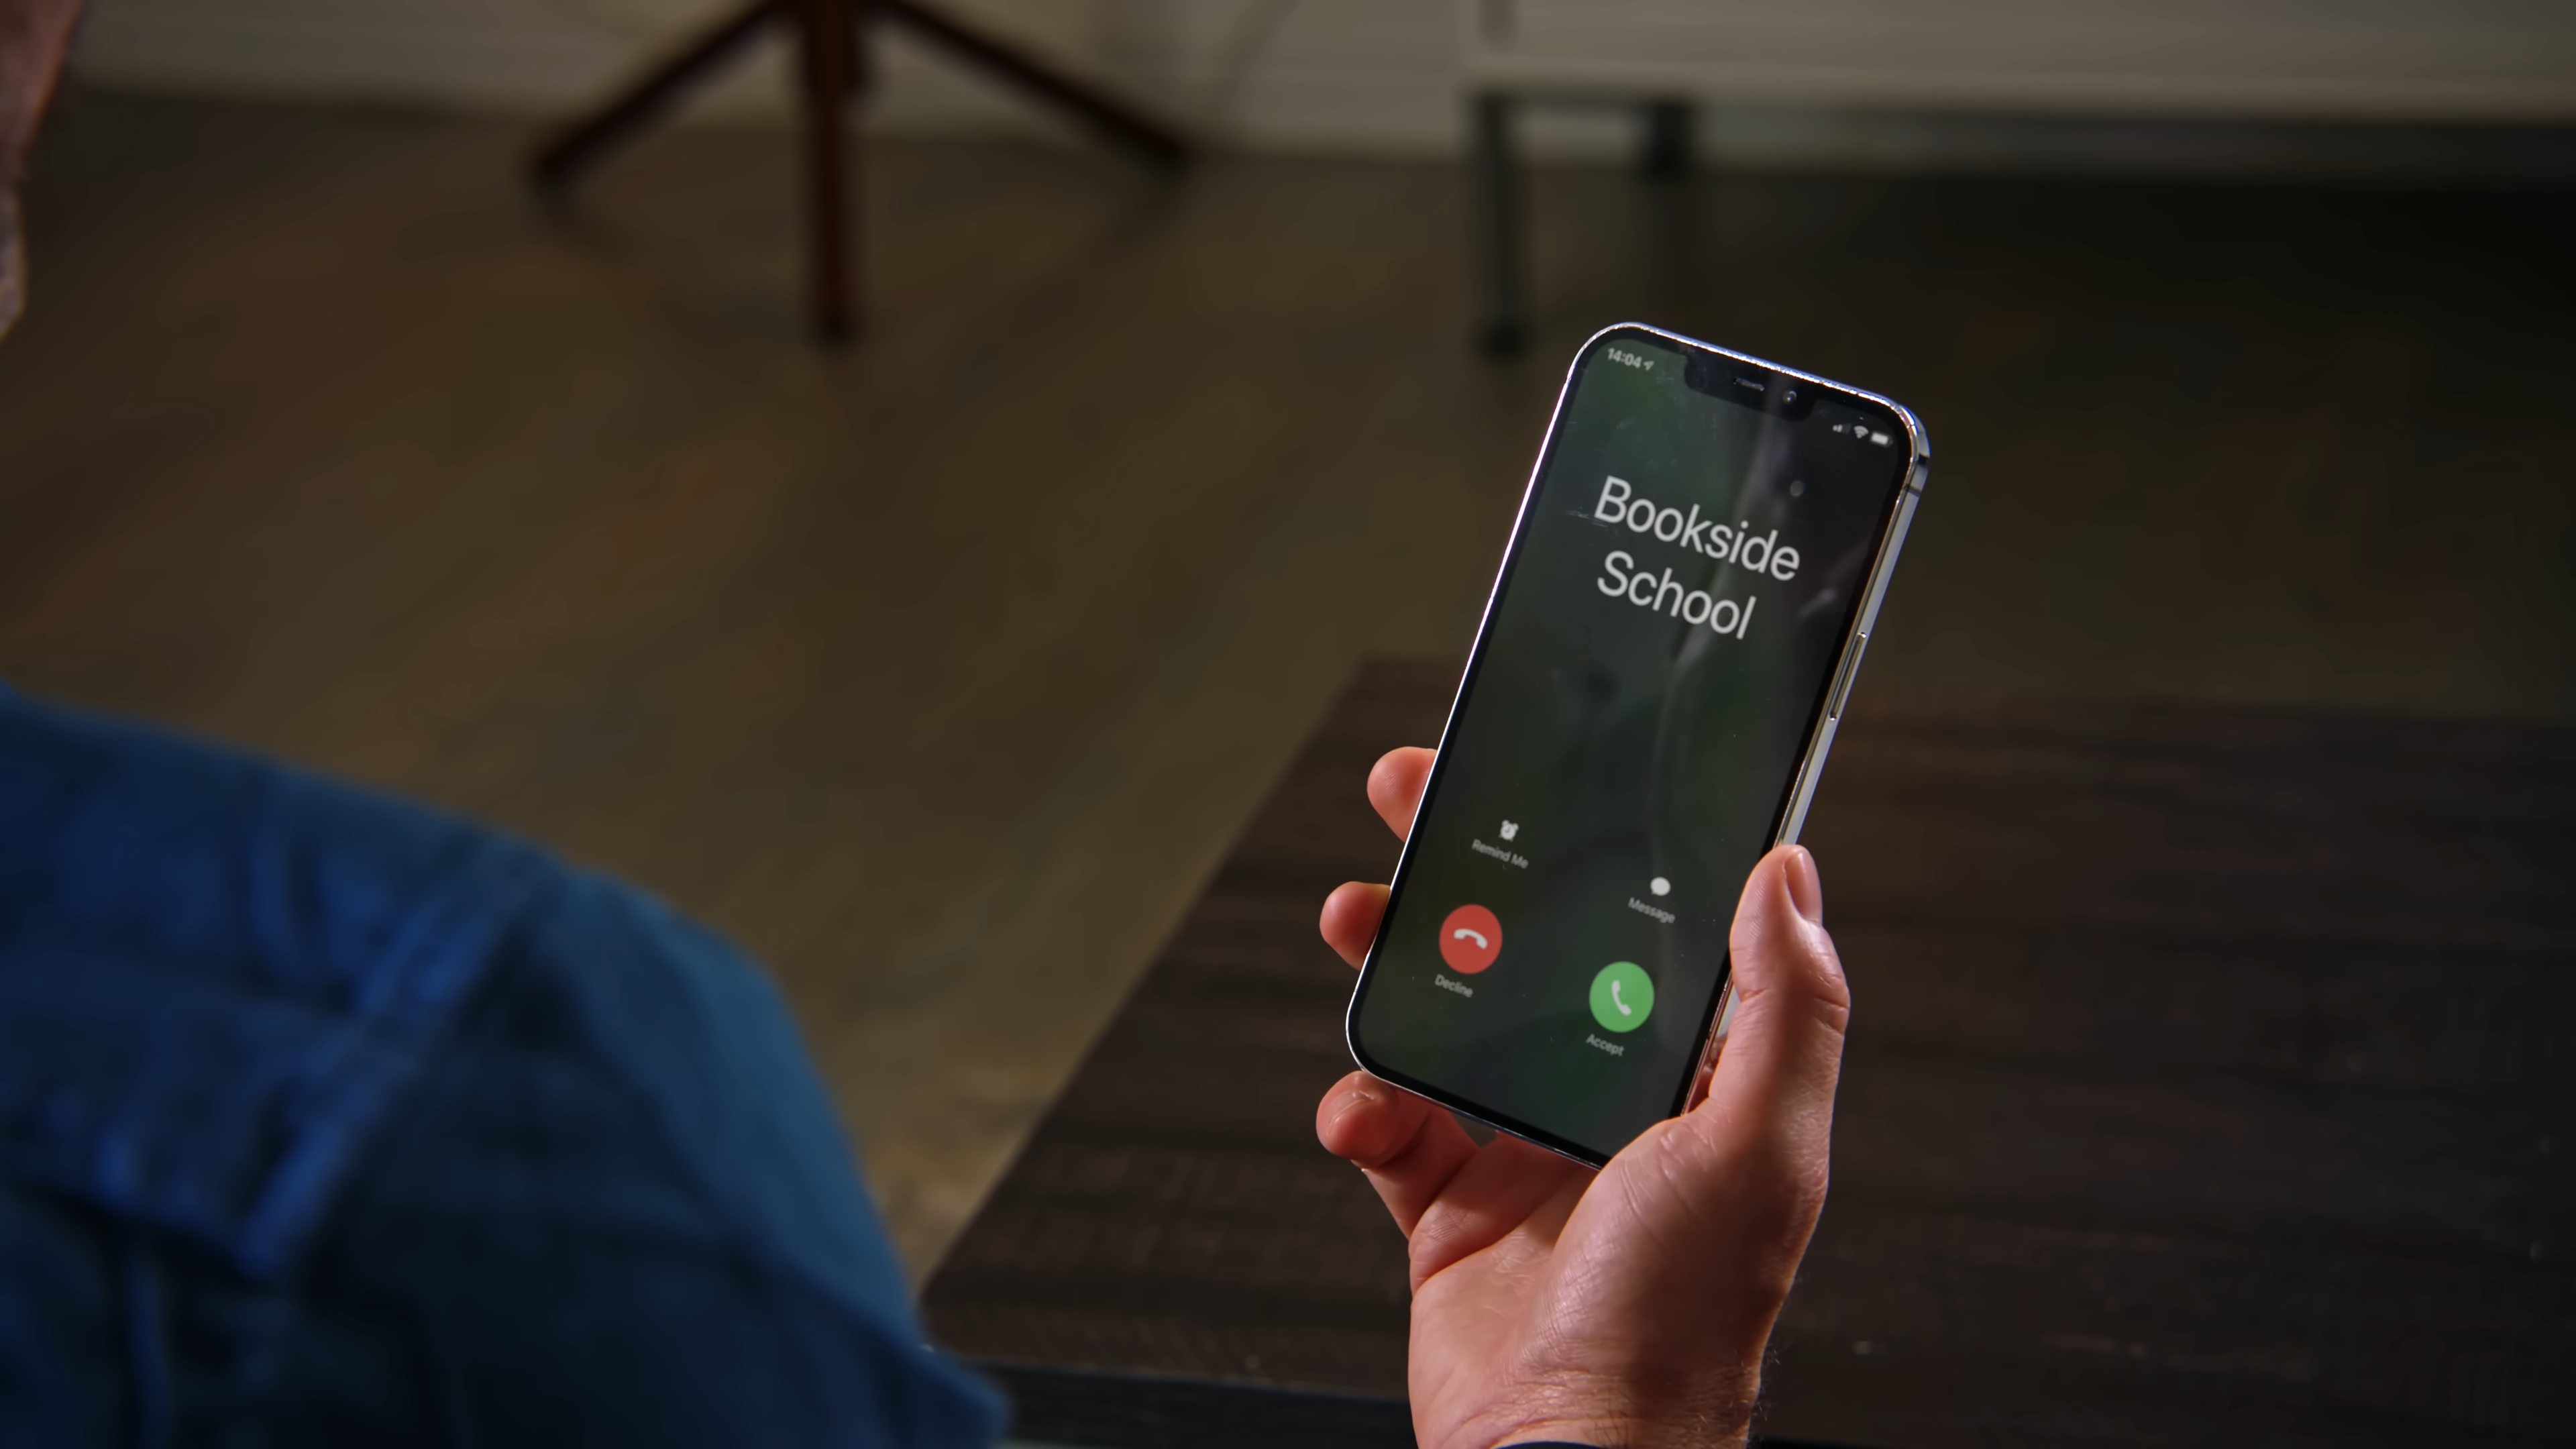 14:04
Bookside
School
Remind Me
Message
Decline
Accept